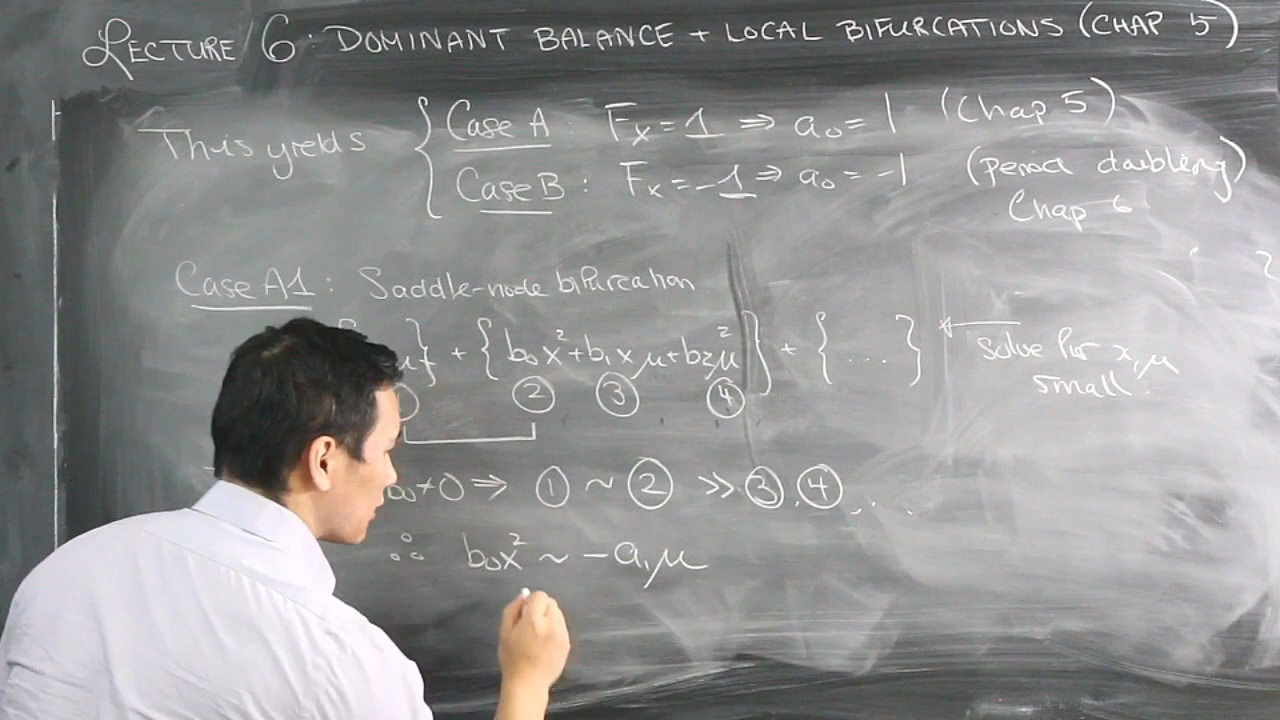 LECTURE 6: DOMINANT BALANCE + LOCAL BIFURCATIONS (CHAP 5)
This yields { Case A: Fx = 1 ⇒ a₀ = 1 (Chap 5)
Case B: Fx = -1 ⇒ a₀ = -1 (period doubling)
Chap 6
Case A1: Saddle-node bifurcation
μ} + {b₀x² + b₁xμ + b₂μ²} + {...} ← solve for x, μ
small.
② ③ ④
b₀≠0 ⇒ ① ~ ② ≫ ③, ④, ...
∴ b₀x² ~ -a₁μ